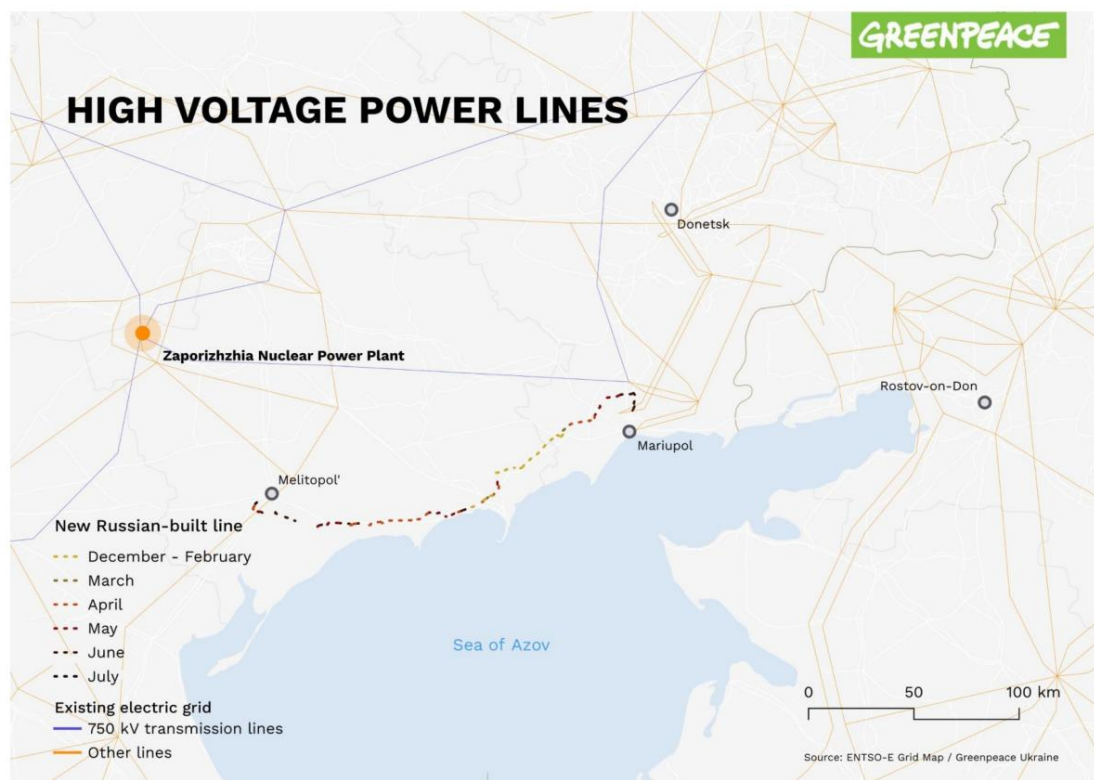 GREENPEACE
HIGH VOLTAGE POWER LINES
Donetsk
Zaporizhzhia Nuclear Power Plant
Rostov-on-Don
Mariupol
Melitopol'
New Russian-built line
December - February
March
April
May
June
July
Existing electric grid
750 kV transmission lines
Other lines
Sea of Azov
0 50 100 km
Source: ENTSO-E Grid Map / Greenpeace Ukraine